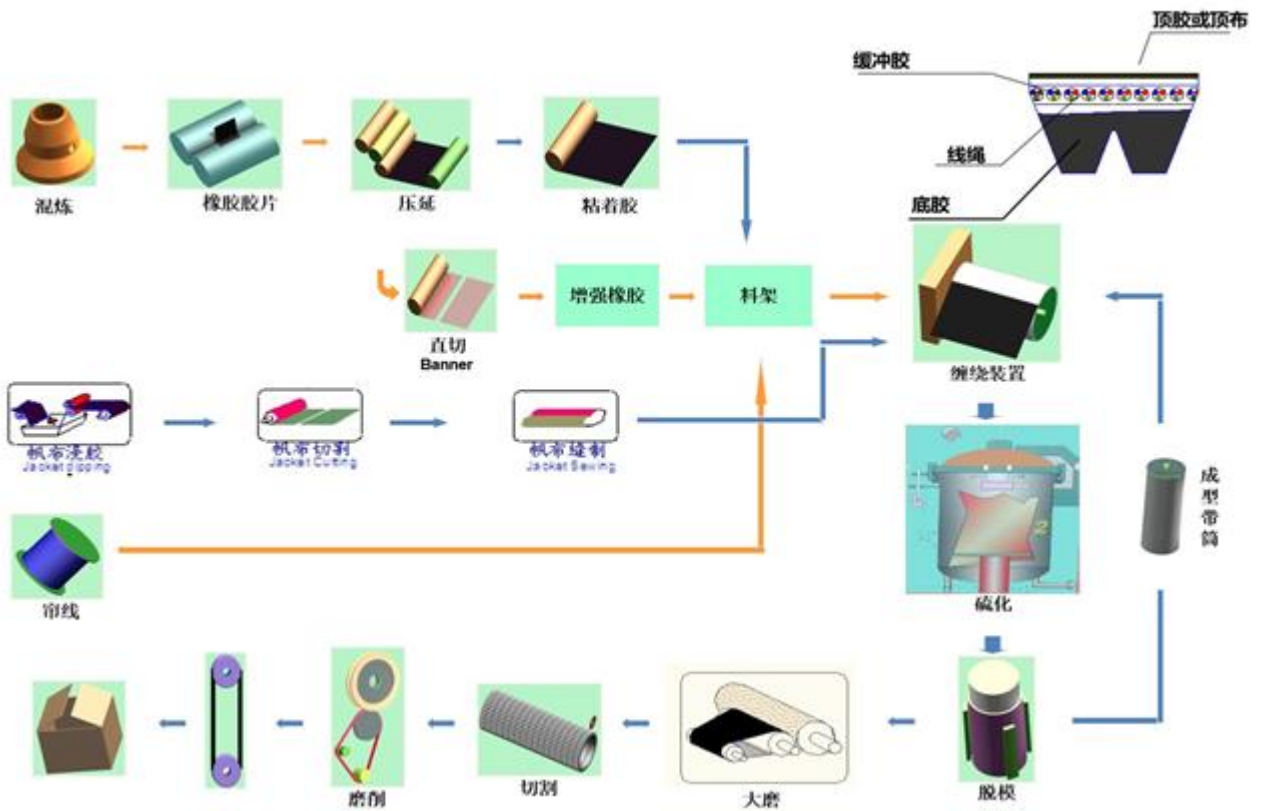 顶胶或顶布
缓冲胶
线绳
底胶
混炼
橡胶胶片
压延
粘着胶
直切
Banner
增强橡胶
料架
缠绕装置
帆布浸胶
Jacket dipping
帆布切割
Jacket Cutting
帆布缝制
Jacket Sewing
帘线
2
硫化
成型带筒
磨削
切割
大磨
脱模